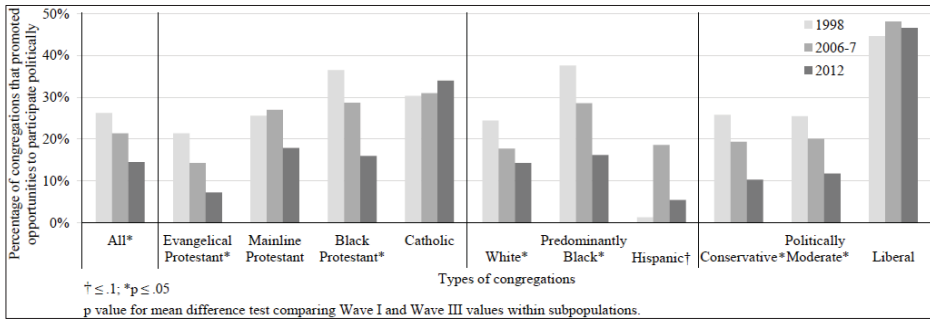 Percentage of congregations that promoted
opportunities to participate politically
50%
40%
30%
20%
10%
0%
1998
2006-7
2012
All*
Evangelical
Protestant*
Mainline
Protestant
Black
Protestant*
Catholic
White*
Predominantly
Black*
Hispanic†
Politically
Conservative*
Moderate*
Liberal
Types of congregations
† ≤ .1; *p ≤ .05
p value for mean difference test comparing Wave I and Wave III values within subpopulations.